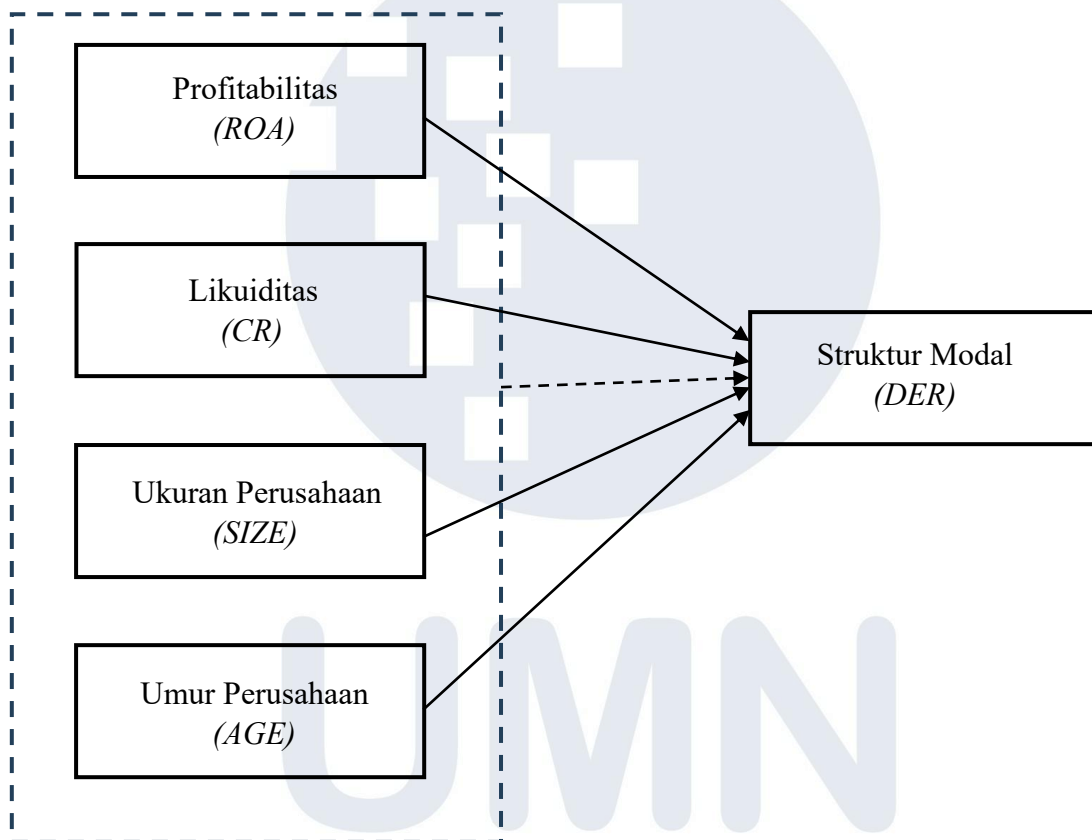 Profitabilitas
(ROA)
Likuiditas
(CR)
Struktur Modal
(DER)
Ukuran Perusahaan
(SIZE)
Umur Perusahaan
(AGE)
UMN